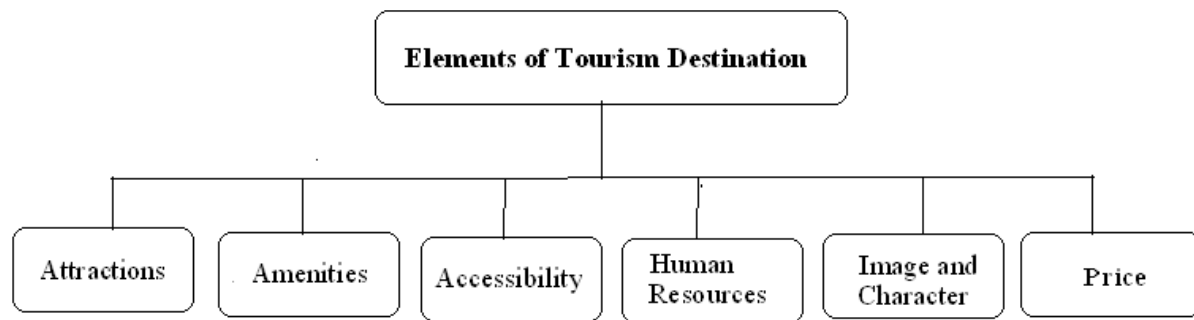 Elements of Tourism Destination
Attractions
Amenities
Accessibility
Human
Resources
Image and
Character
Price